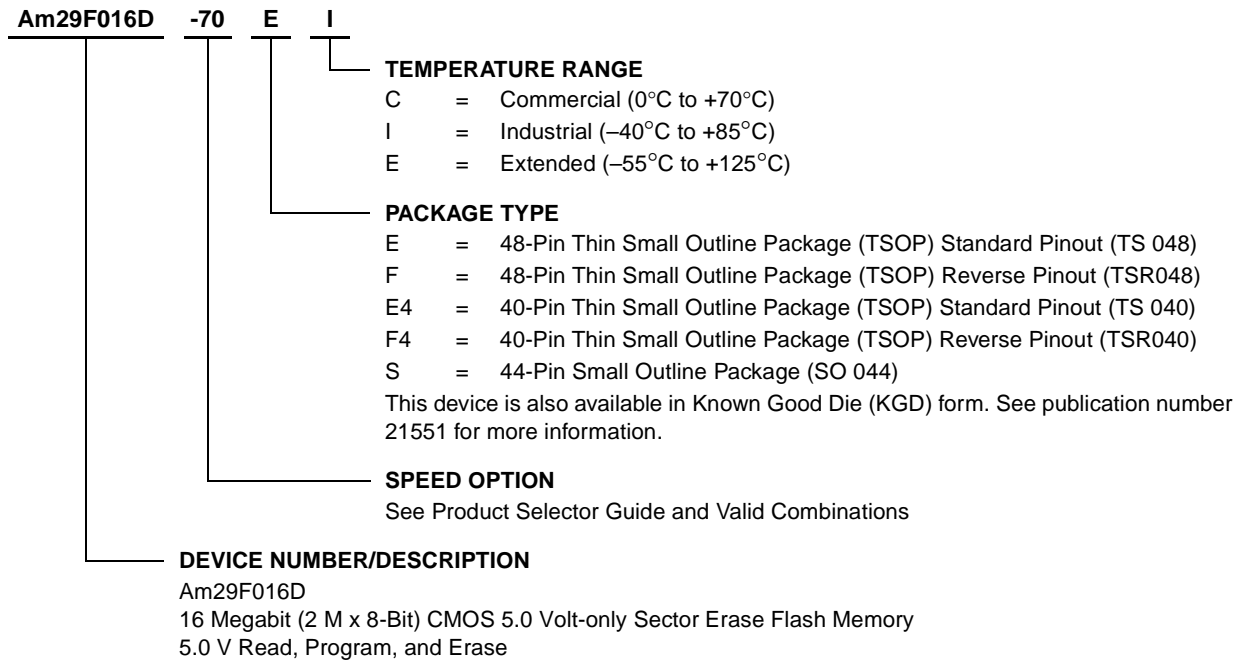 Am29F016D -70 E I
TEMPERATURE RANGE
C = Commercial (0°C to +70°C)
I = Industrial (–40°C to +85°C)
E = Extended (–55°C to +125°C)
PACKAGE TYPE
E = 48-Pin Thin Small Outline Package (TSOP) Standard Pinout (TS 048)
F = 48-Pin Thin Small Outline Package (TSOP) Reverse Pinout (TSR048)
E4 = 40-Pin Thin Small Outline Package (TSOP) Standard Pinout (TS 040)
F4 = 40-Pin Thin Small Outline Package (TSOP) Reverse Pinout (TSR040)
S = 44-Pin Small Outline Package (SO 044)
This device is also available in Known Good Die (KGD) form. See publication number
21551 for more information.
SPEED OPTION
See Product Selector Guide and Valid Combinations
DEVICE NUMBER/DESCRIPTION
Am29F016D
16 Megabit (2 M x 8-Bit) CMOS 5.0 Volt-only Sector Erase Flash Memory
5.0 V Read, Program, and Erase